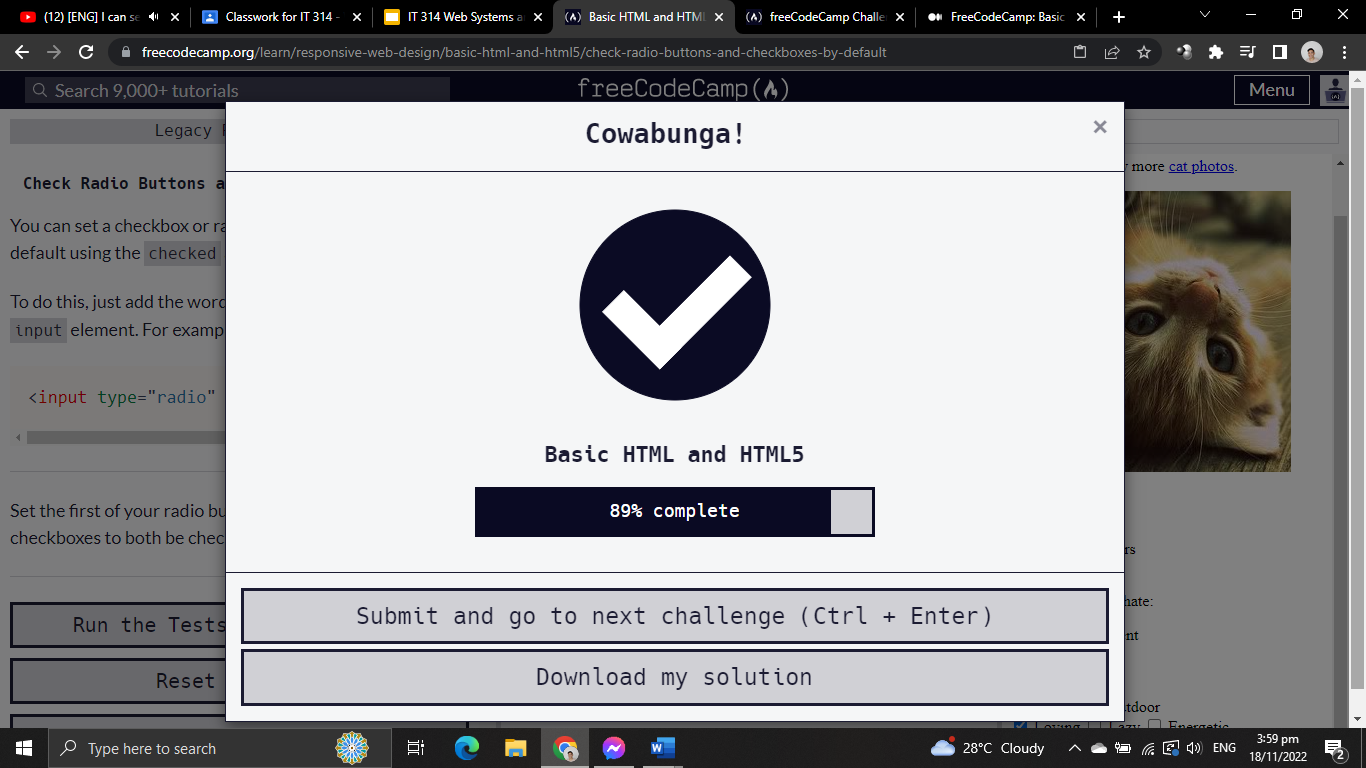 (12) [ENG] I can se
Classwork for IT 314 -
IT 314 Web Systems a
Basic HTML and HTML
freeCodeCamp Challe
FreeCodeCamp: Basic
freecodecamp.org/learn/responsive-web-design/basic-html-and-html5/check-radio-buttons-and-checkboxes-by-default
Search 9,000+ tutorials
freeCodeCamp
Menu
Legacy
Cowabunga!
×
more cat photos.
Check Radio Buttons a
You can set a checkbox or ra
default using the checked
To do this, just add the word
input element. For examp
<input type="radio"
Basic HTML and HTML5
89% complete
Set the first of your radio bu
checkboxes to both be chec
rs
hate:
Submit and go to next challenge (Ctrl + Enter)
Run the Tests
nt
Download my solution
Reset
tdoor
Loving Lazy Energetic
Type here to search
28°C Cloudy
ENG
3:59 pm
18/11/2022
2